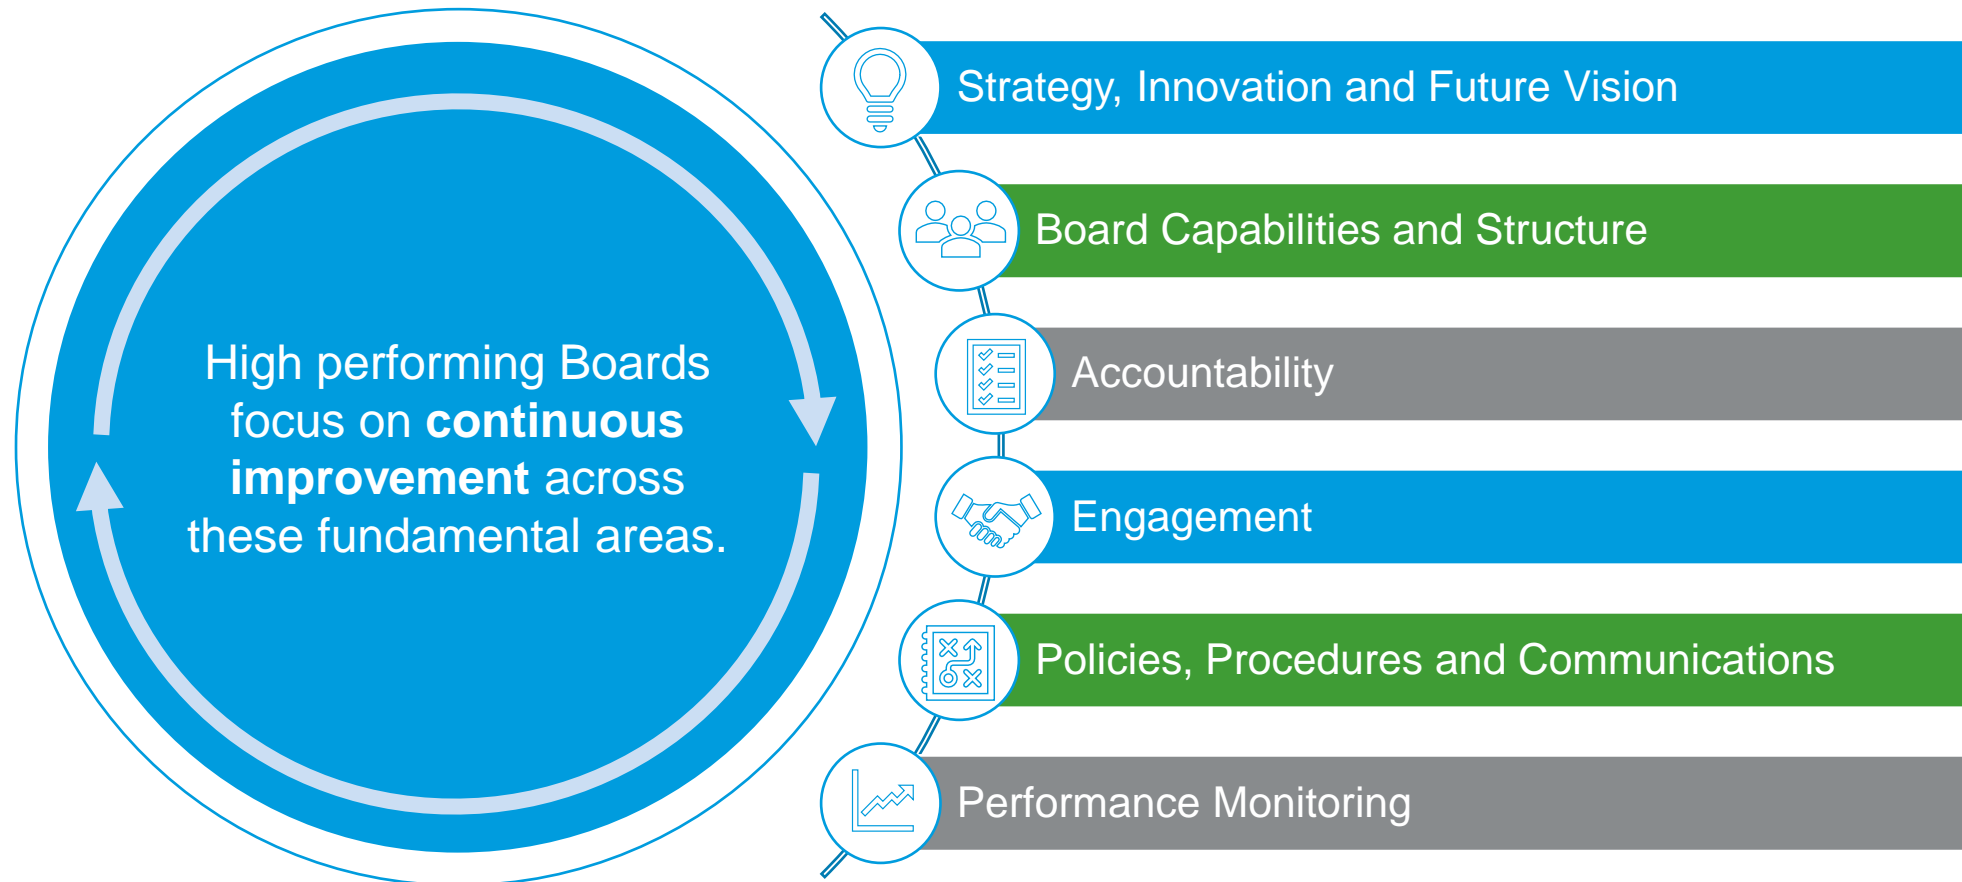 High performing Boards
focus on continuous
improvement across
these fundamental areas.
Strategy, Innovation and Future Vision
Board Capabilities and Structure
Accountability
Engagement
Policies, Procedures and Communications
Performance Monitoring